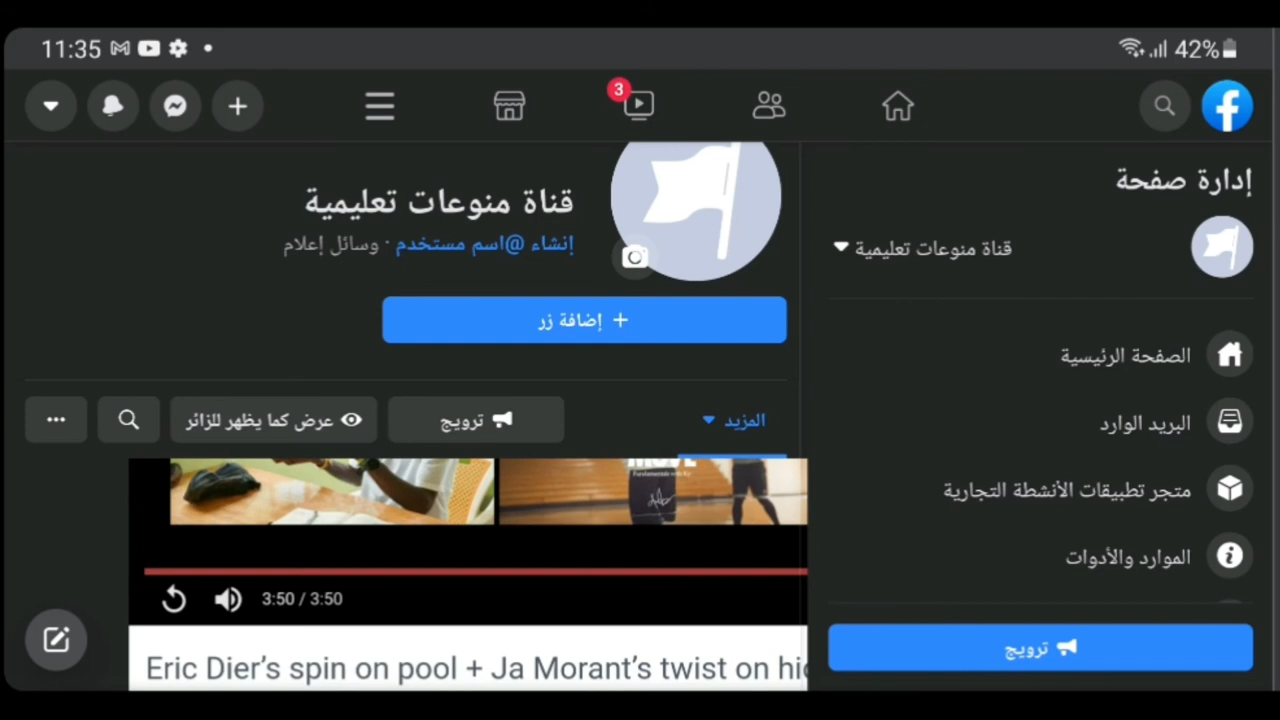 11:35
42%
3
إدارة صفحة
قناة منوعات تعليمية
الصفحة الرئيسية
البريد الوارد
متجر تطبيقات الأنشطة التجارية
الموارد والأدوات
ترويج
قناة منوعات تعليمية
إنشاء @اسم مستخدم · وسائل إعلام
+ إضافة زر
المزيد
ترويج
عرض كما يظهر للزائر
3:50 / 3:50
Eric Dier's spin on pool + Ja Morant's twist on